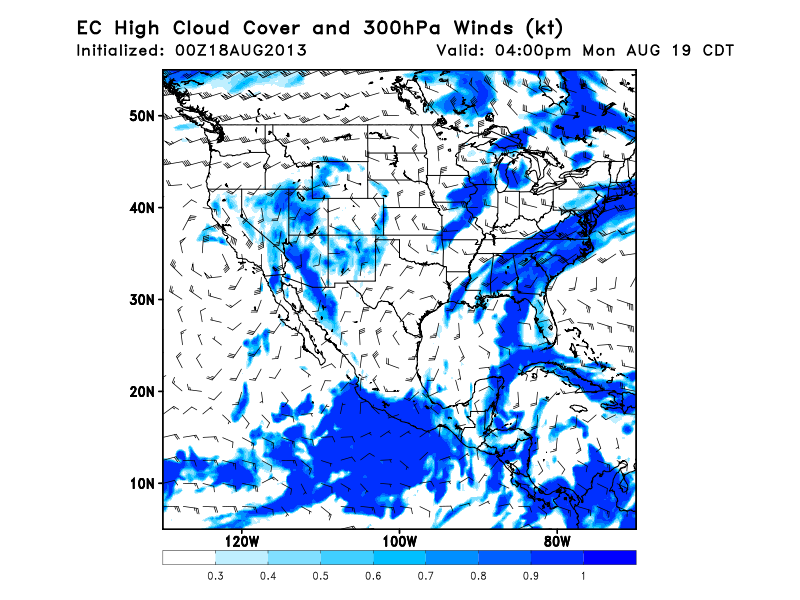 EC High Cloud Cover and 300hPa Winds (kt)
Initialized: 00Z18AUG2013 Valid: 04:00pm Mon AUG 19 CDT
50N
40N
30N
20N
10N
120W 100W 80W
0.3 0.4 0.5 0.6 0.7 0.8 0.9 1